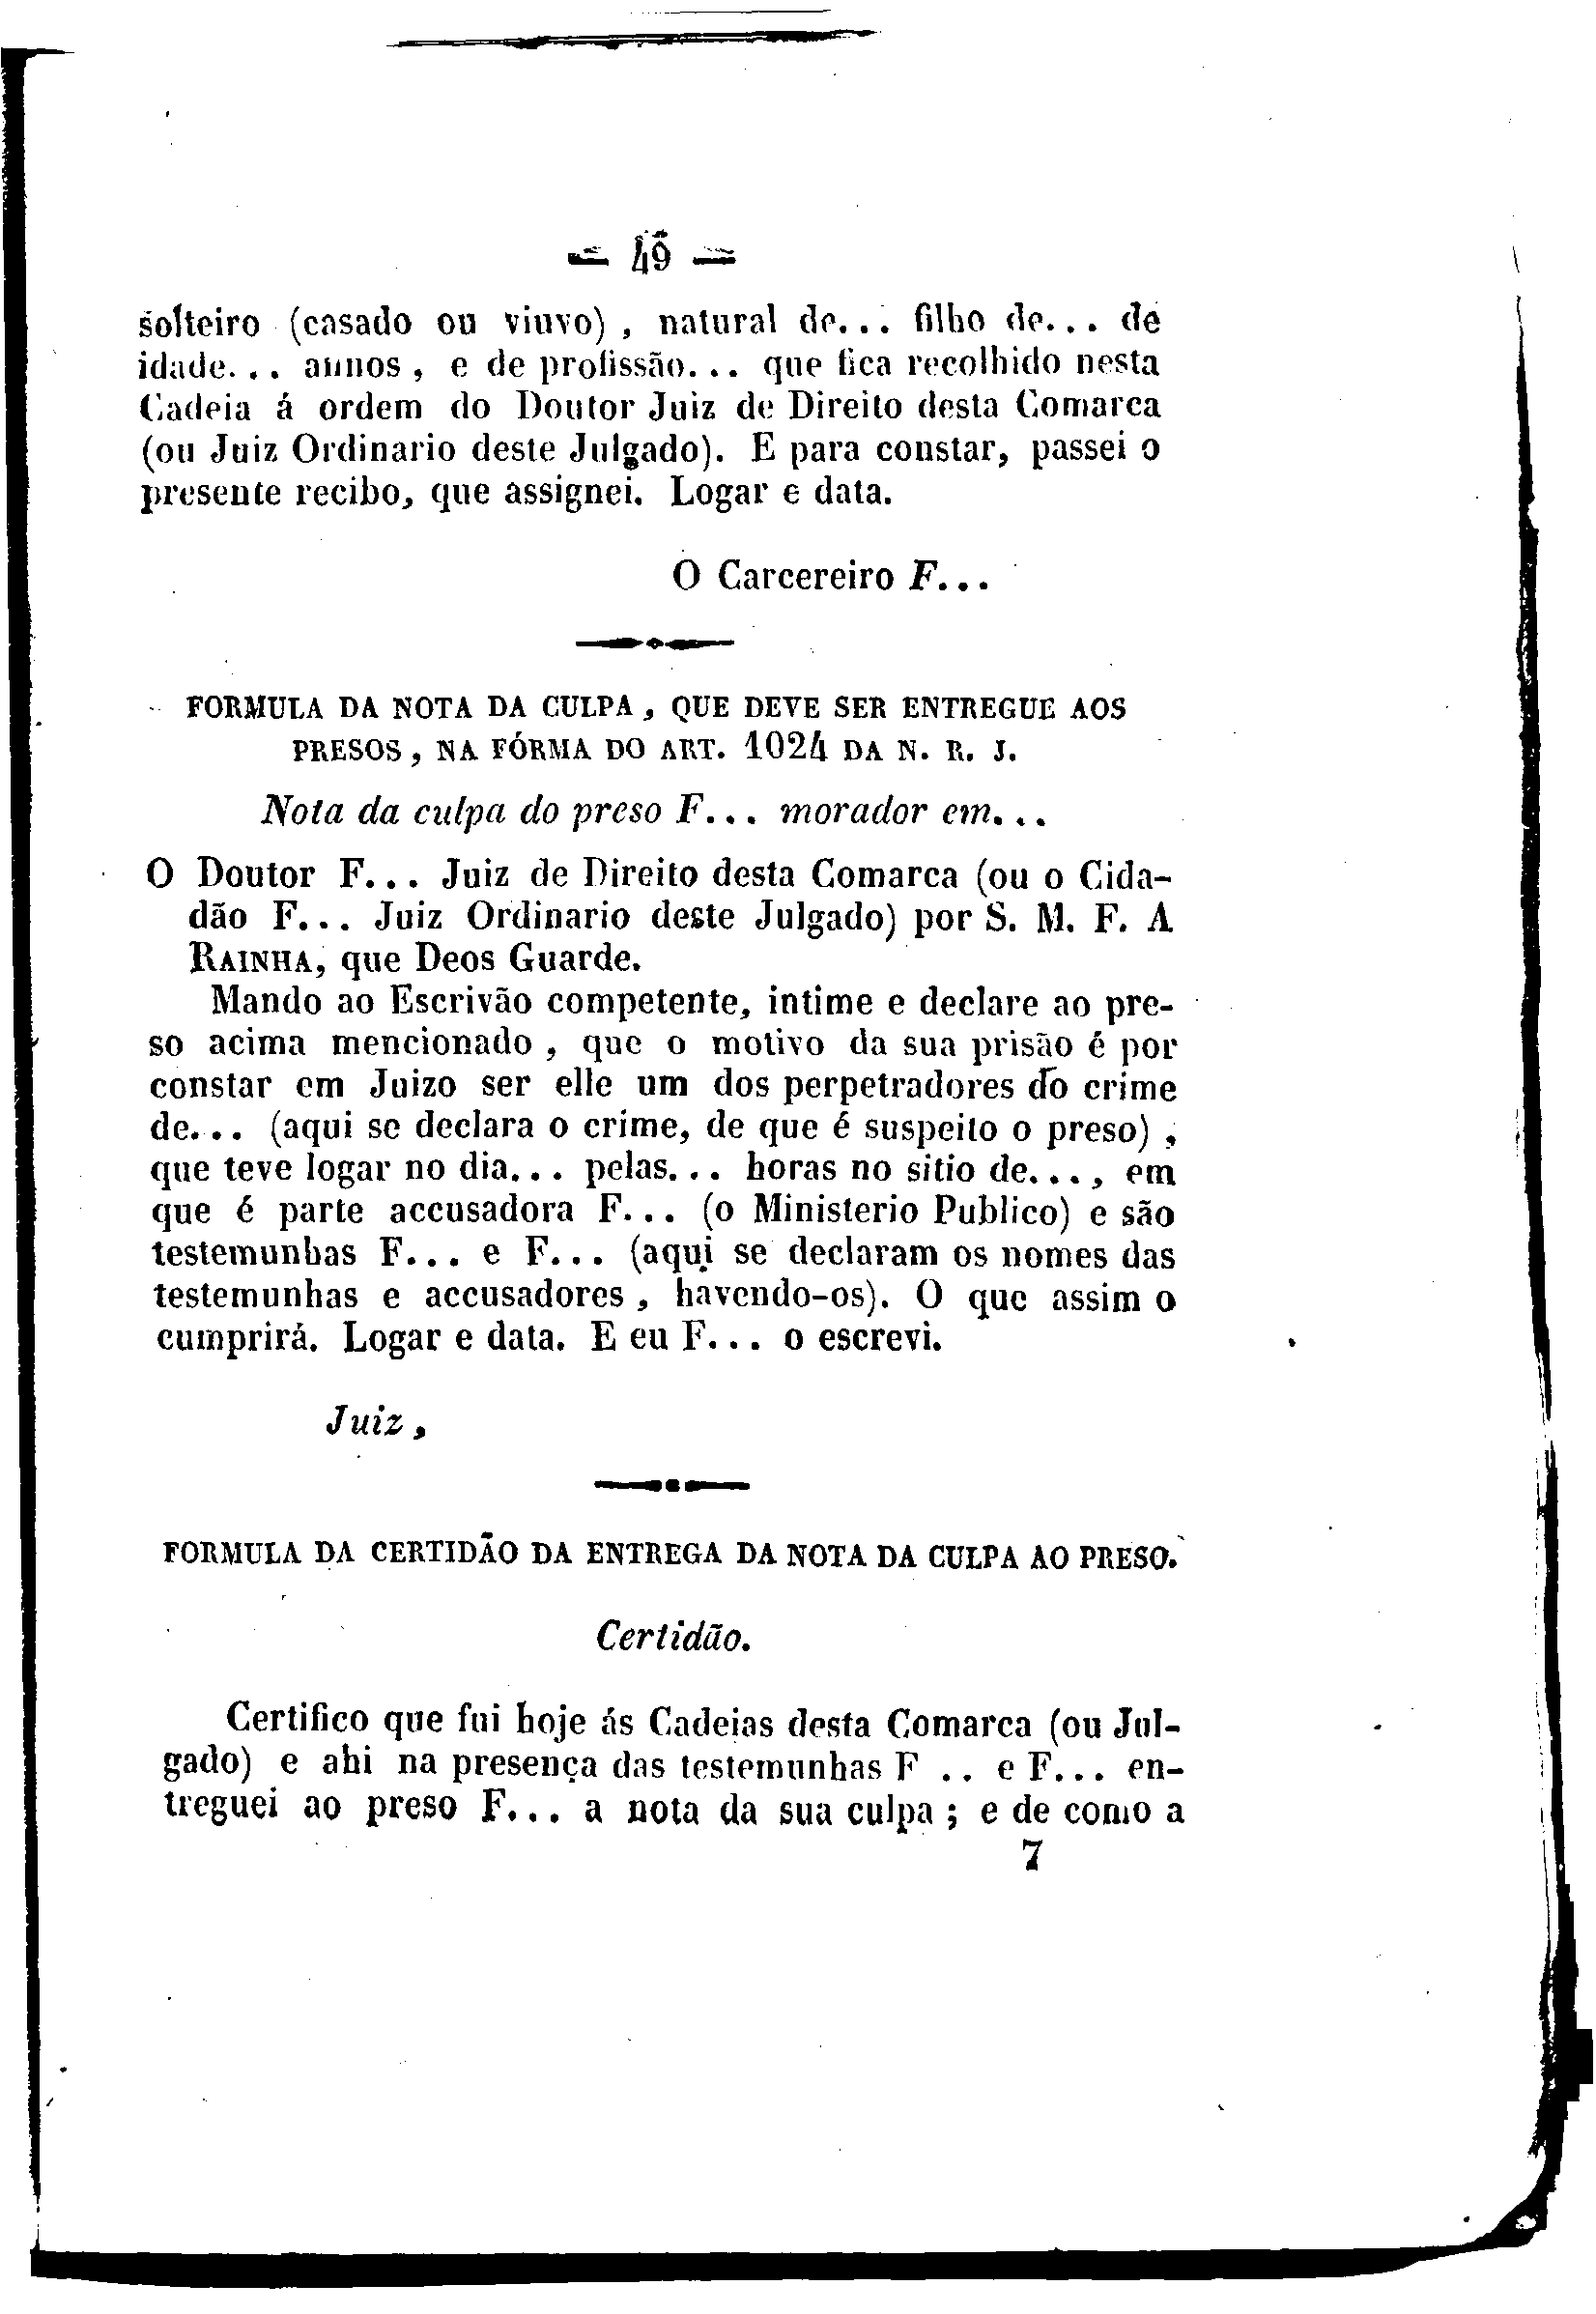 = 49 =
solteiro (casado ou viuvo) , natural de... filho de... de
idade... annos , e de profissão... que fica recolhido nesta
Cadeia á ordem do Doutor Juiz de Direito desta Comarca
(ou Juiz Ordinario deste Julgado). E para constar, passei o
presente recibo, que assignei. Logar e data.
O Carcereiro F...
FORMULA DA NOTA DA CULPA , QUE DEVE SER ENTREGUE AOS
PRESOS , NA FÓRMA DO ART. 1024 DA N. R. J.
Nota da culpa do preso F... morador em...
O Doutor F... Juiz de Direito desta Comarca (ou o Cida-
dão F... Juiz Ordinario deste Julgado) por S. M. F. A
RAINHA, que Deos Guarde.
Mando ao Escrivão competente, intime e declare ao pre-
so acima mencionado , que o motivo da sua prisão é por
constar em Juizo ser elle um dos perpetradores do crime
de... (aqui se declara o crime, de que é suspeito o preso) ,
que teve logar no dia... pelas... horas no sitio de..., em
que é parte accusadora F... (o Ministerio Publico) e são
testemunhas F... e F... (aqui se declaram os nomes das
testemunhas e accusadores , havendo-os). O que assim o
cumprirá. Logar e data. E eu F... o escrevi.
Juiz ,
FORMULA DA CERTIDÃO DA ENTREGA DA NOTA DA CULPA AO PRESO.
Certidão.
Certifico que fui hoje ás Cadeias desta Comarca (ou Jul-
gado) e ahi na presença das testemunhas F .. e F... en-
treguei ao preso F... a nota da sua culpa ; e de como a
7